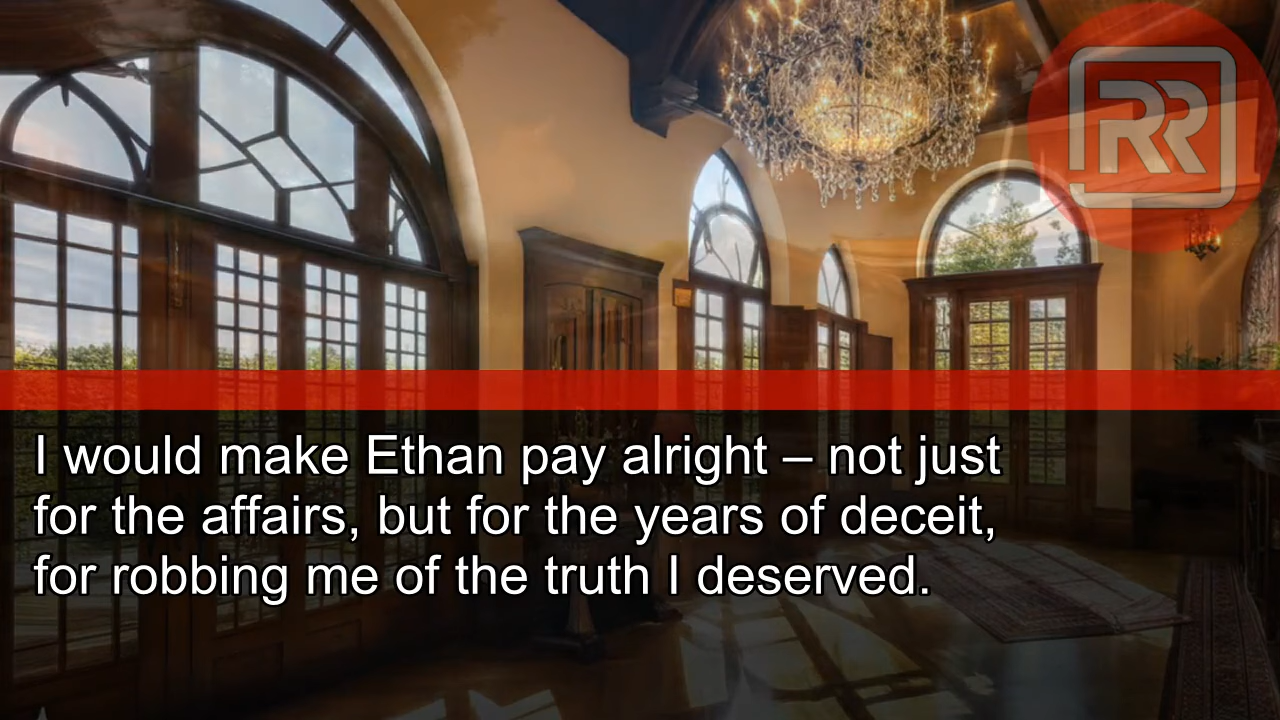 RR
I would make Ethan pay alright – not just
for the affairs, but for the years of deceit,
for robbing me of the truth I deserved.